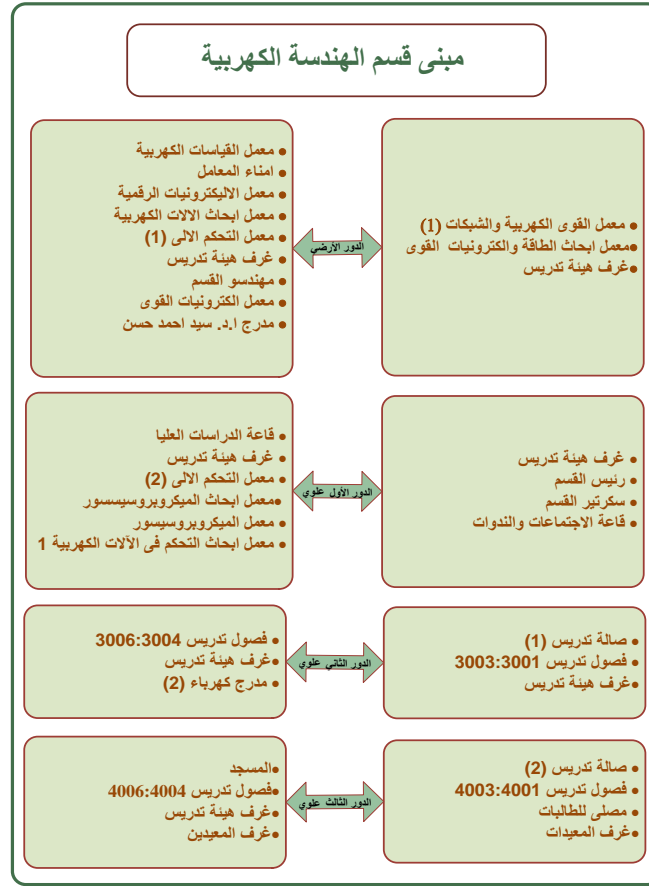 مبنى قسم الهندسة الكهربية
● معمل القوى الكهربية والشبكات (1)
●معمل ابحاث الطاقة والكترونيات القوى
●غرف هيئة تدريس
الدور الأرضي
● معمل القياسات الكهربية
● امناء المعامل
● معمل الاليكترونيات الرقمية
● معمل ابحاث الالات الكهربية
● معمل التحكم الالى (1)
● غرف هيئة تدريس
● مهندسو القسم
● معمل الكترونيات القوى
● مدرج ا.د. سيد احمد حسن
● غرف هيئة تدريس
● رئيس القسم
● سكرتير القسم
● قاعة الاجتماعات والندوات
الدور الأول علوي
● قاعة الدراسات العليا
● غرف هيئة تدريس
● معمل التحكم الالى (2)
●معمل ابحاث الميكروبروسيسسور
● معمل الميكروبروسيسور
● معمل ابحاث التحكم فى الآلات الكهربية 1
● صالة تدريس (1)
● فصول تدريس 3003:3001
●غرف هيئة تدريس
الدور الثاني علوي
● فصول تدريس 3006:3004
●غرف هيئة تدريس
● مدرج كهرباء (2)
● صالة تدريس (2)
● فصول تدريس 4003:4001
● مصلى للطالبات
●غرف المعيدات
الدور الثالث علوي
●المسجد
●فصول تدريس 4006:4004
●غرف هيئة تدريس
●غرف المعيدين